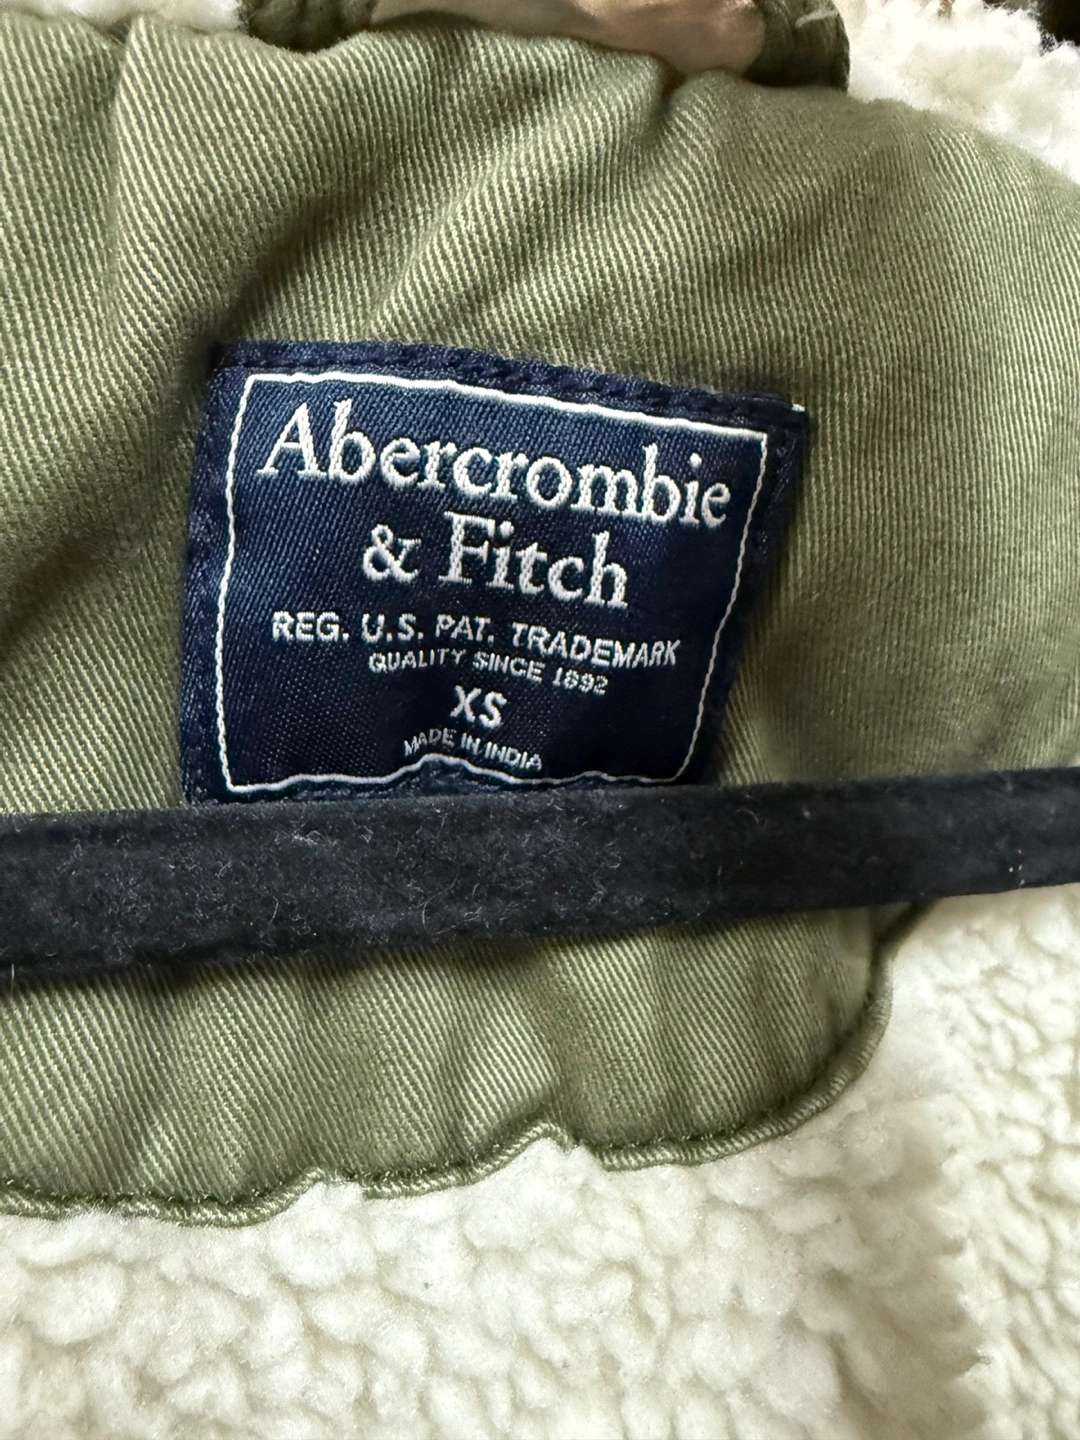 Abercrombie
& Fitch
REG. U.S. PAT. TRADEMARK
QUALITY SINCE 1892
XS
MADE IN INDIA